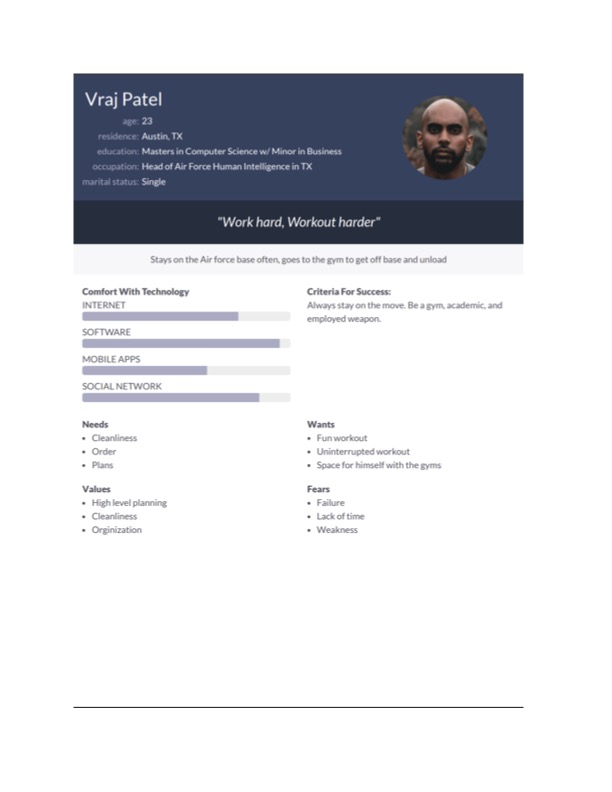 Vraj Patel
age: 23
residence: Austin, TX
education: Masters in Computer Science w/ Minor in Business
occupation: Head of Air Force Human Intelligence in TX
marital status: Single
"Work hard, Workout harder"
Stays on the Air force base often, goes to the gym to get off base and unload
Comfort With Technology
INTERNET
SOFTWARE
MOBILE APPS
SOCIAL NETWORK
Criteria For Success:
Always stay on the move. Be a gym, academic, and
employed weapon.
Needs
• Cleanliness
• Order
• Plans
Wants
• Fun workout
• Uninterrupted workout
• Space for himself with the gyms
Values
• High level planning
• Cleanliness
• Orginization
Fears
• Failure
• Lack of time
• Weakness